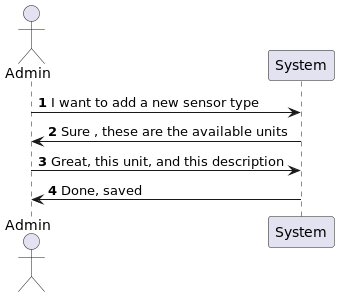 Admin
System
1 I want to add a new sensor type
2 Sure , these are the available units
3 Great, this unit, and this description
4 Done, saved
Admin
System